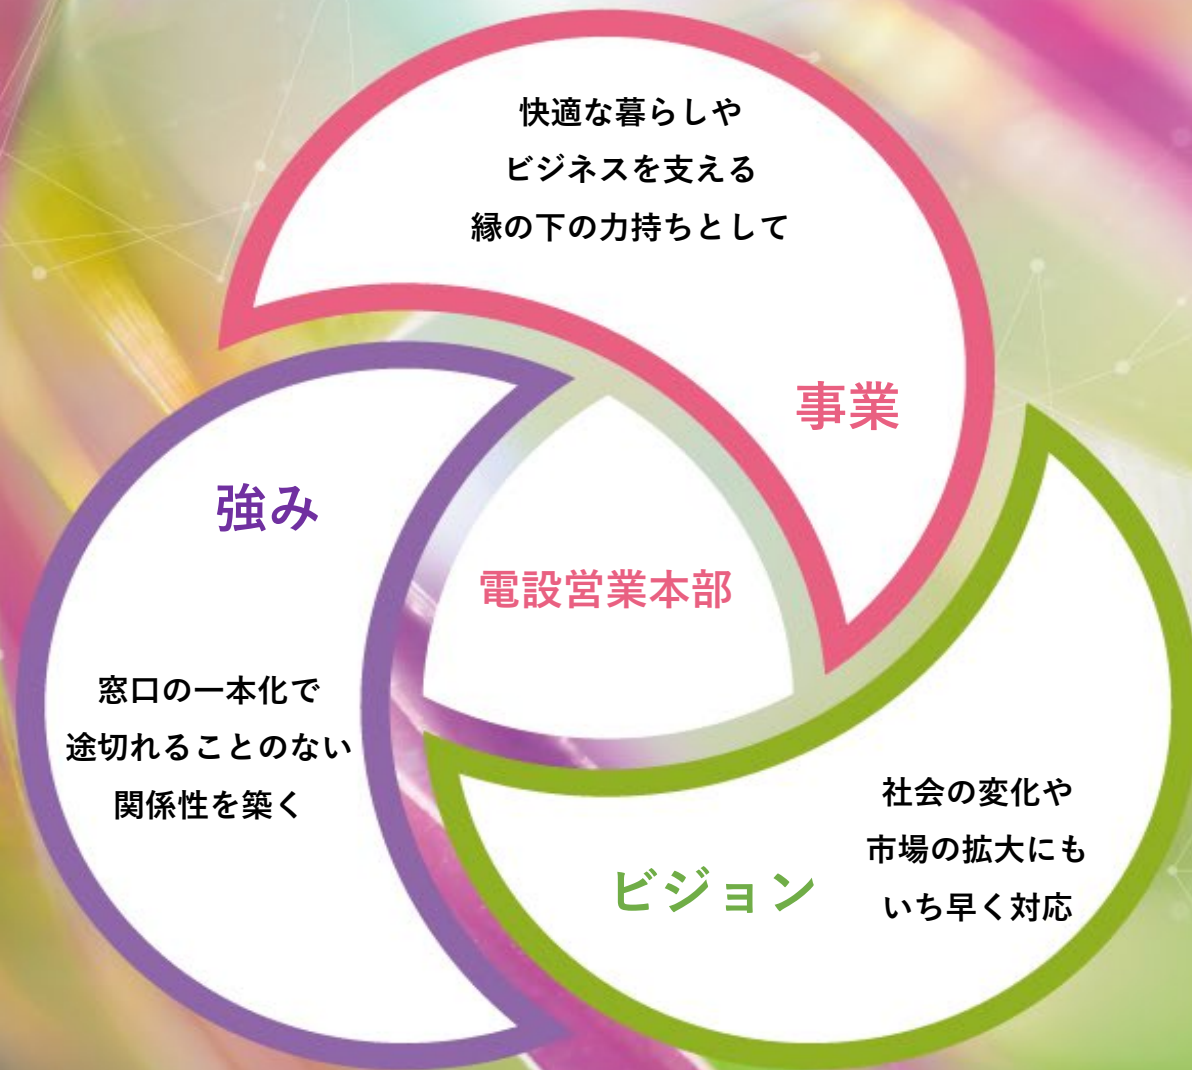 快適な暮らしや
ビジネスを支える
縁の下の力持ちとして
事業
強み
窓口の一本化で
途切れることのない
関係性を築く
電設営業本部
ビジョン
社会の変化や
市場の拡大にも
いち早く対応